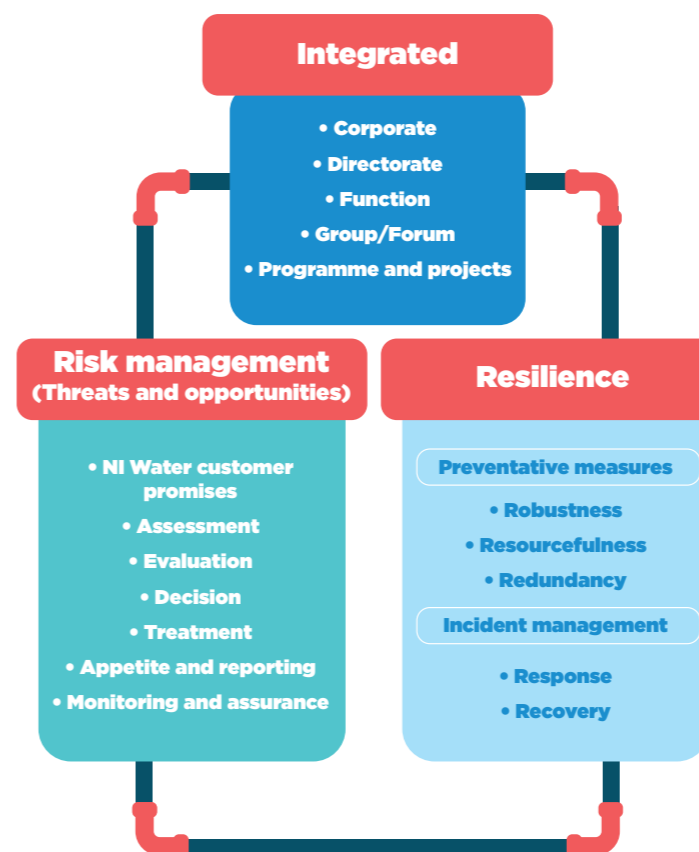 Integrated
• Corporate
• Directorate
• Function
• Group/Forum
• Programme and projects
Risk management
(Threats and opportunities)
• NI Water customer
promises
• Assessment
• Evaluation
• Decision
• Treatment
• Appetite and reporting
• Monitoring and assurance
Resilience
Preventative measures
• Robustness
• Resourcefulness
• Redundancy
Incident management
• Response
• Recovery